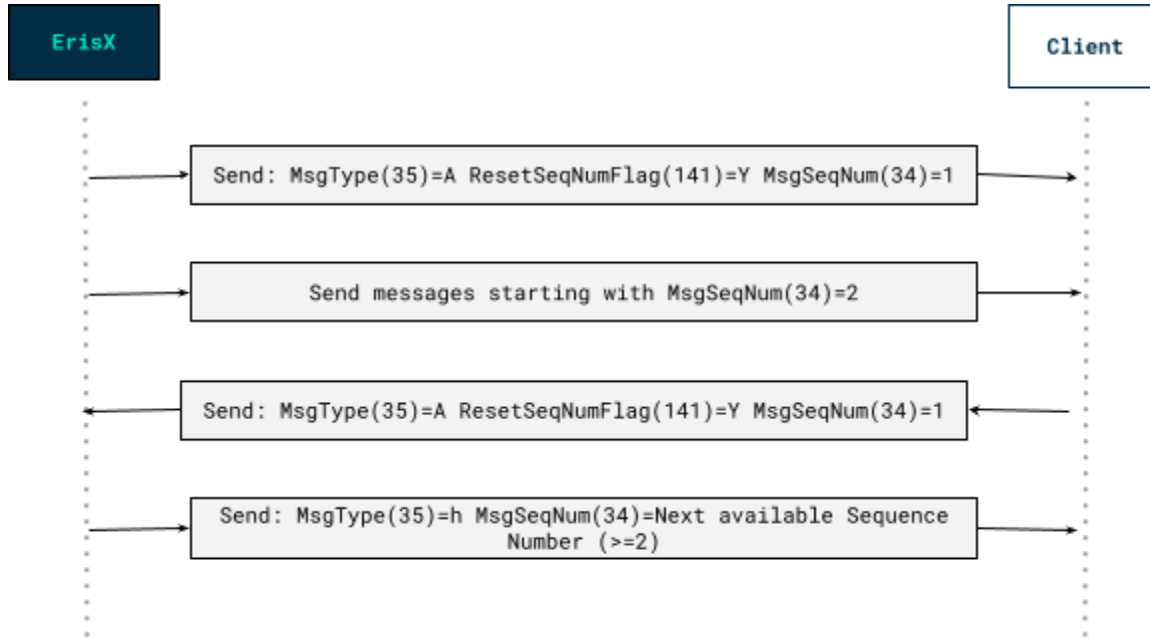 ErisX
Client
Send: MsgType(35)=A ResetSeqNumFlag(141)=Y MsgSeqNum(34)=1
Send messages starting with MsgSeqNum(34)=2
Send: MsgType(35)=A ResetSeqNumFlag(141)=Y MsgSeqNum(34)=1
Send: MsgType(35)=h MsgSeqNum(34)=Next available Sequence
Number (>=2)